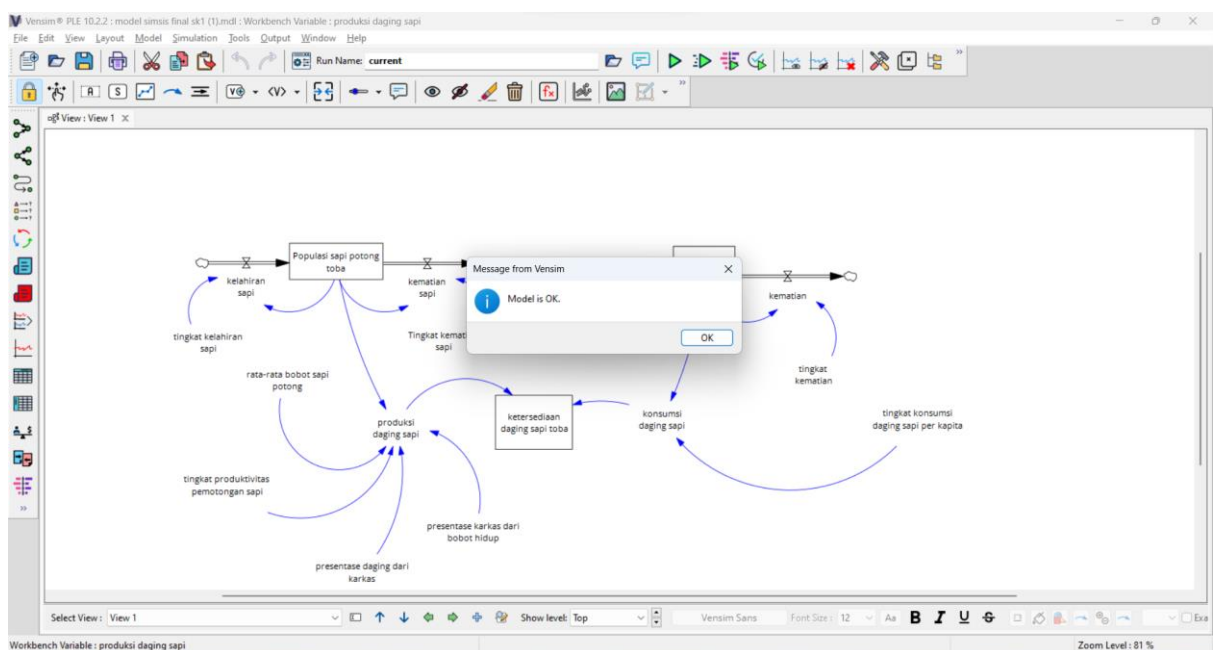 Vensim® PLE 10.2.2 : model simsis final sk1 (1).mdl : Workbench Variable : produksi daging sapi
File Edit View Layout Model Simulation Tools Output Window Help
Run Name: current
View : View 1
Populasi sapi potong
toba
kelahiran
sapi
kematian
sapi
tingkat kelahiran
sapi
Tingkat kemat
sapi
Message from Vensim
Model is OK.
OK
kematian
tingkat
kematian
rata-rata bobot sapi
potong
produksi
daging sapi
ketersediaan
daging sapi toba
konsumsi
daging sapi
tingkat konsumsi
daging sapi per kapita
tingkat produktivitas
pemotongan sapi
presentase karkas dari
bobot hidup
presentase daging dari
karkas
Select View : View 1
Show level: Top
Vensim Sans
Font Size : 12
Aa B I U S
Exa
Workbench Variable : produksi daging sapi
Zoom Level : 81 %